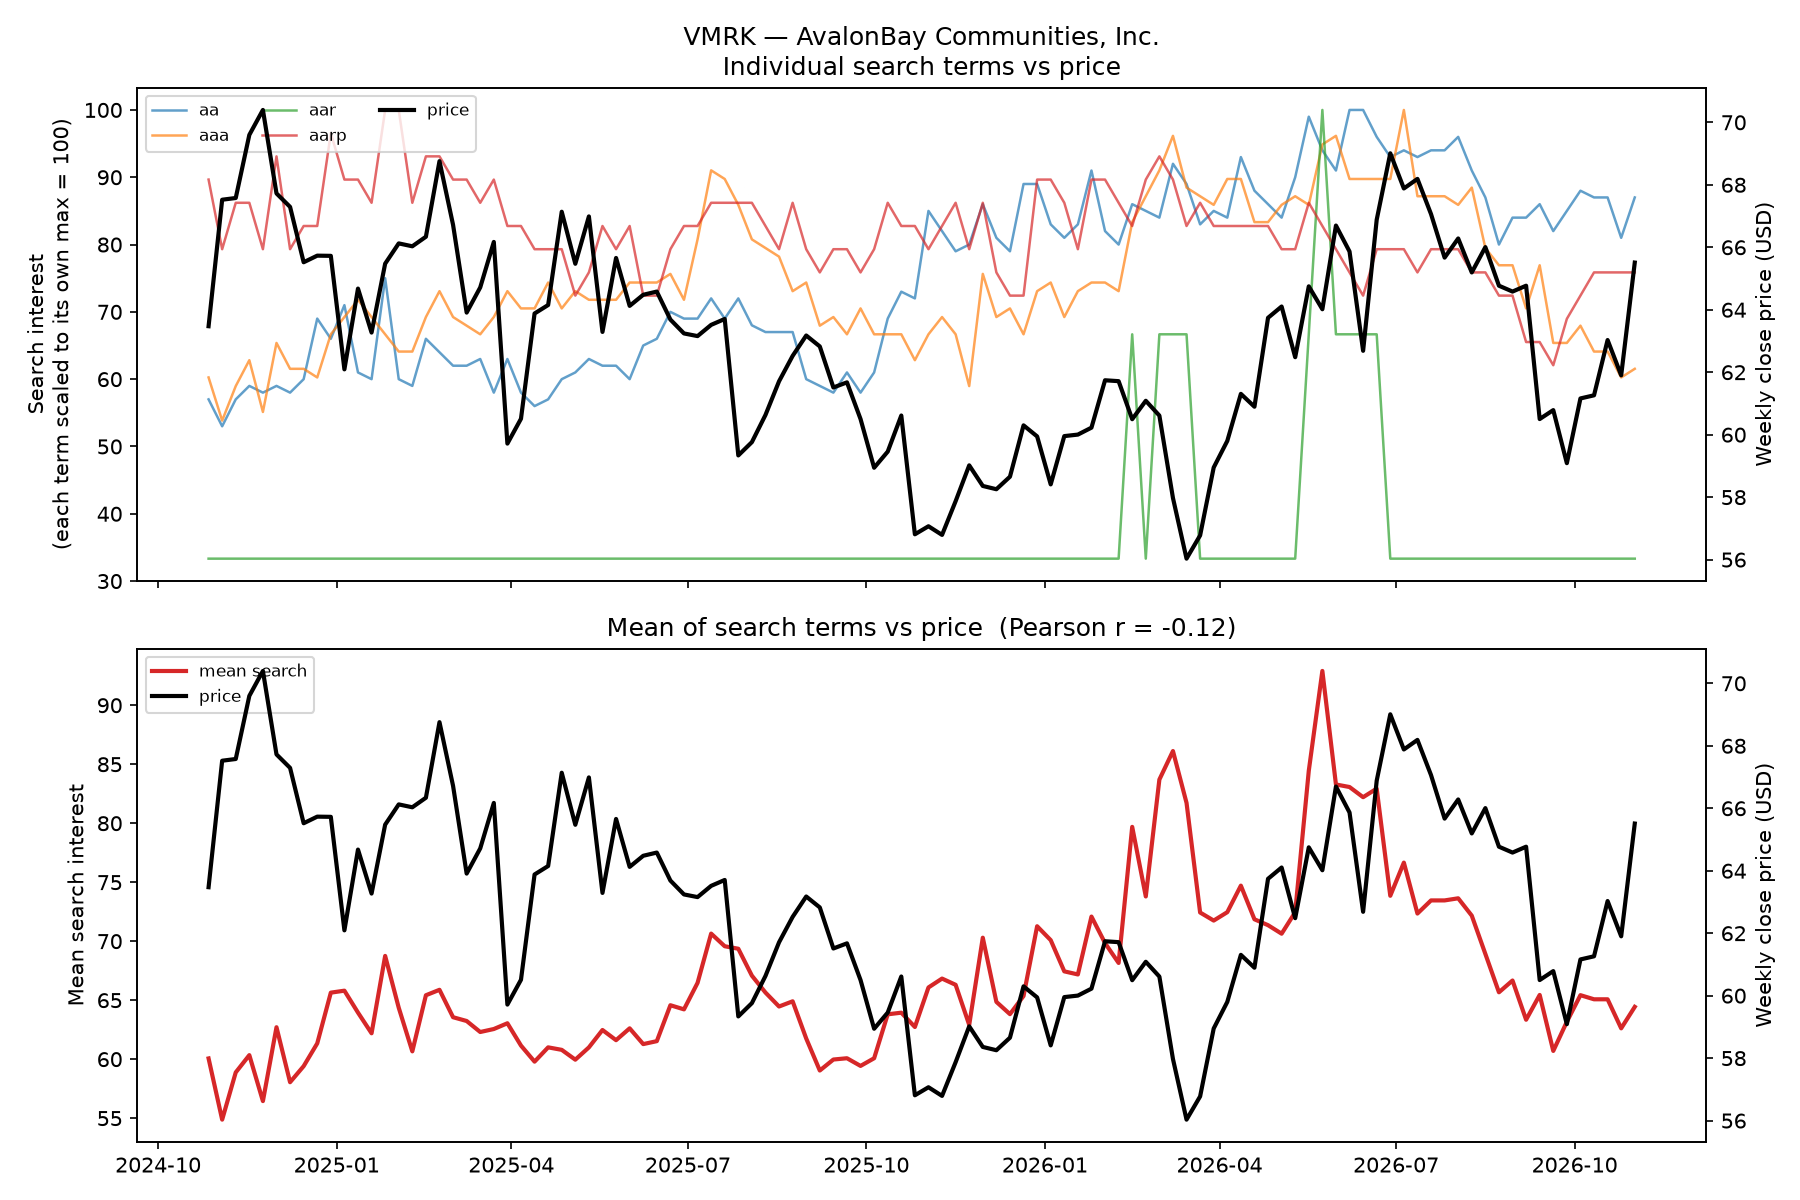 VMRK — AvalonBay Communities, Inc.
Individual search terms vs price
aa
aaa
aar
aarp
price
Search interest
(each term scaled to its own max = 100)
100
90
80
70
60
50
40
30
70
68
66
64
62
60
58
56
Weekly close price (USD)
Mean of search terms vs price (Pearson r = -0.12)
mean search
price
Mean search interest
90
85
80
75
70
65
60
55
70
68
66
64
62
60
58
56
Weekly close price (USD)
2024-10
2025-01
2025-04
2025-07
2025-10
2026-01
2026-04
2026-07
2026-10